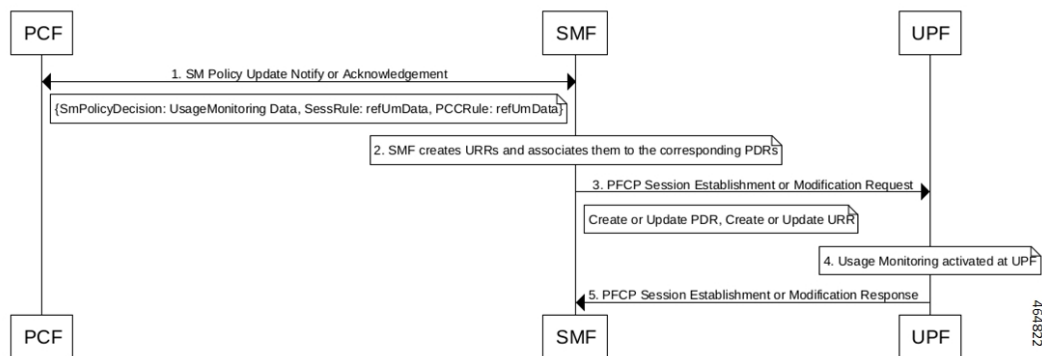 PCF
SMF
UPF
1. SM Policy Update Notify or Acknowledgement
{SmPolicyDecision: UsageMonitoring Data, SessRule: refUmData, PCCRule: refUmData}
2. SMF creates URRs and associates them to the corresponding PDRs
3. PFCP Session Establishment or Modification Request
Create or Update PDR, Create or Update URR
4. Usage Monitoring activated at UPF
5. PFCP Session Establishment or Modification Response
PCF
SMF
UPF
464822